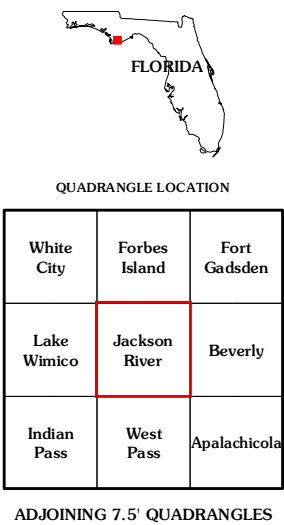 FLORIDA
QUADRANGLE LOCATION
White
City
Forbes
Island
Fort
Gadsden
Lake
Wimico
Jackson
River
Beverly
Indian
Pass
West
Pass
Apalachicola
ADJOINING 7.5' QUADRANGLES